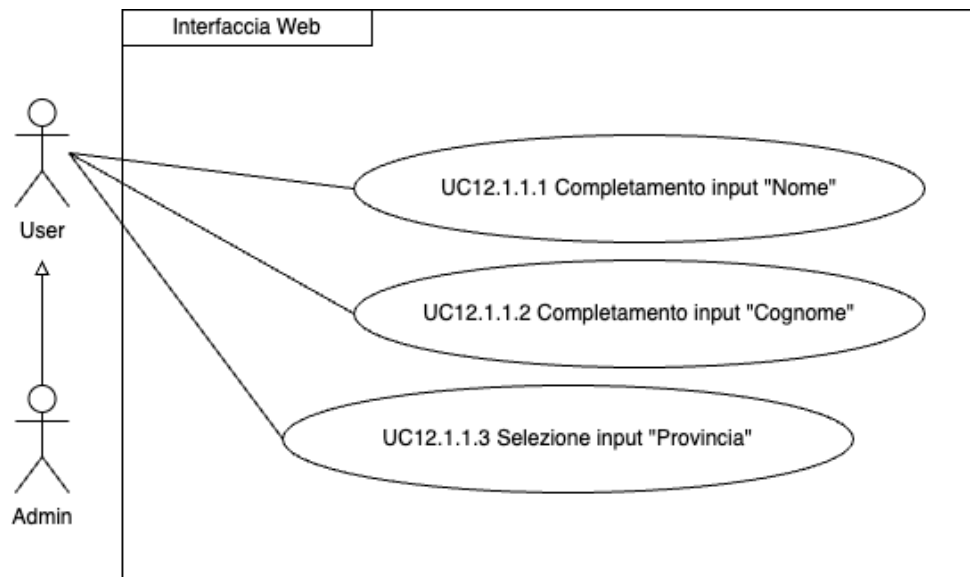 Interfaccia Web
UC12.1.1.1 Completamento input "Nome"
User
UC12.1.1.2 Completamento input "Cognome"
UC12.1.1.3 Selezione input "Provincia"
Admin